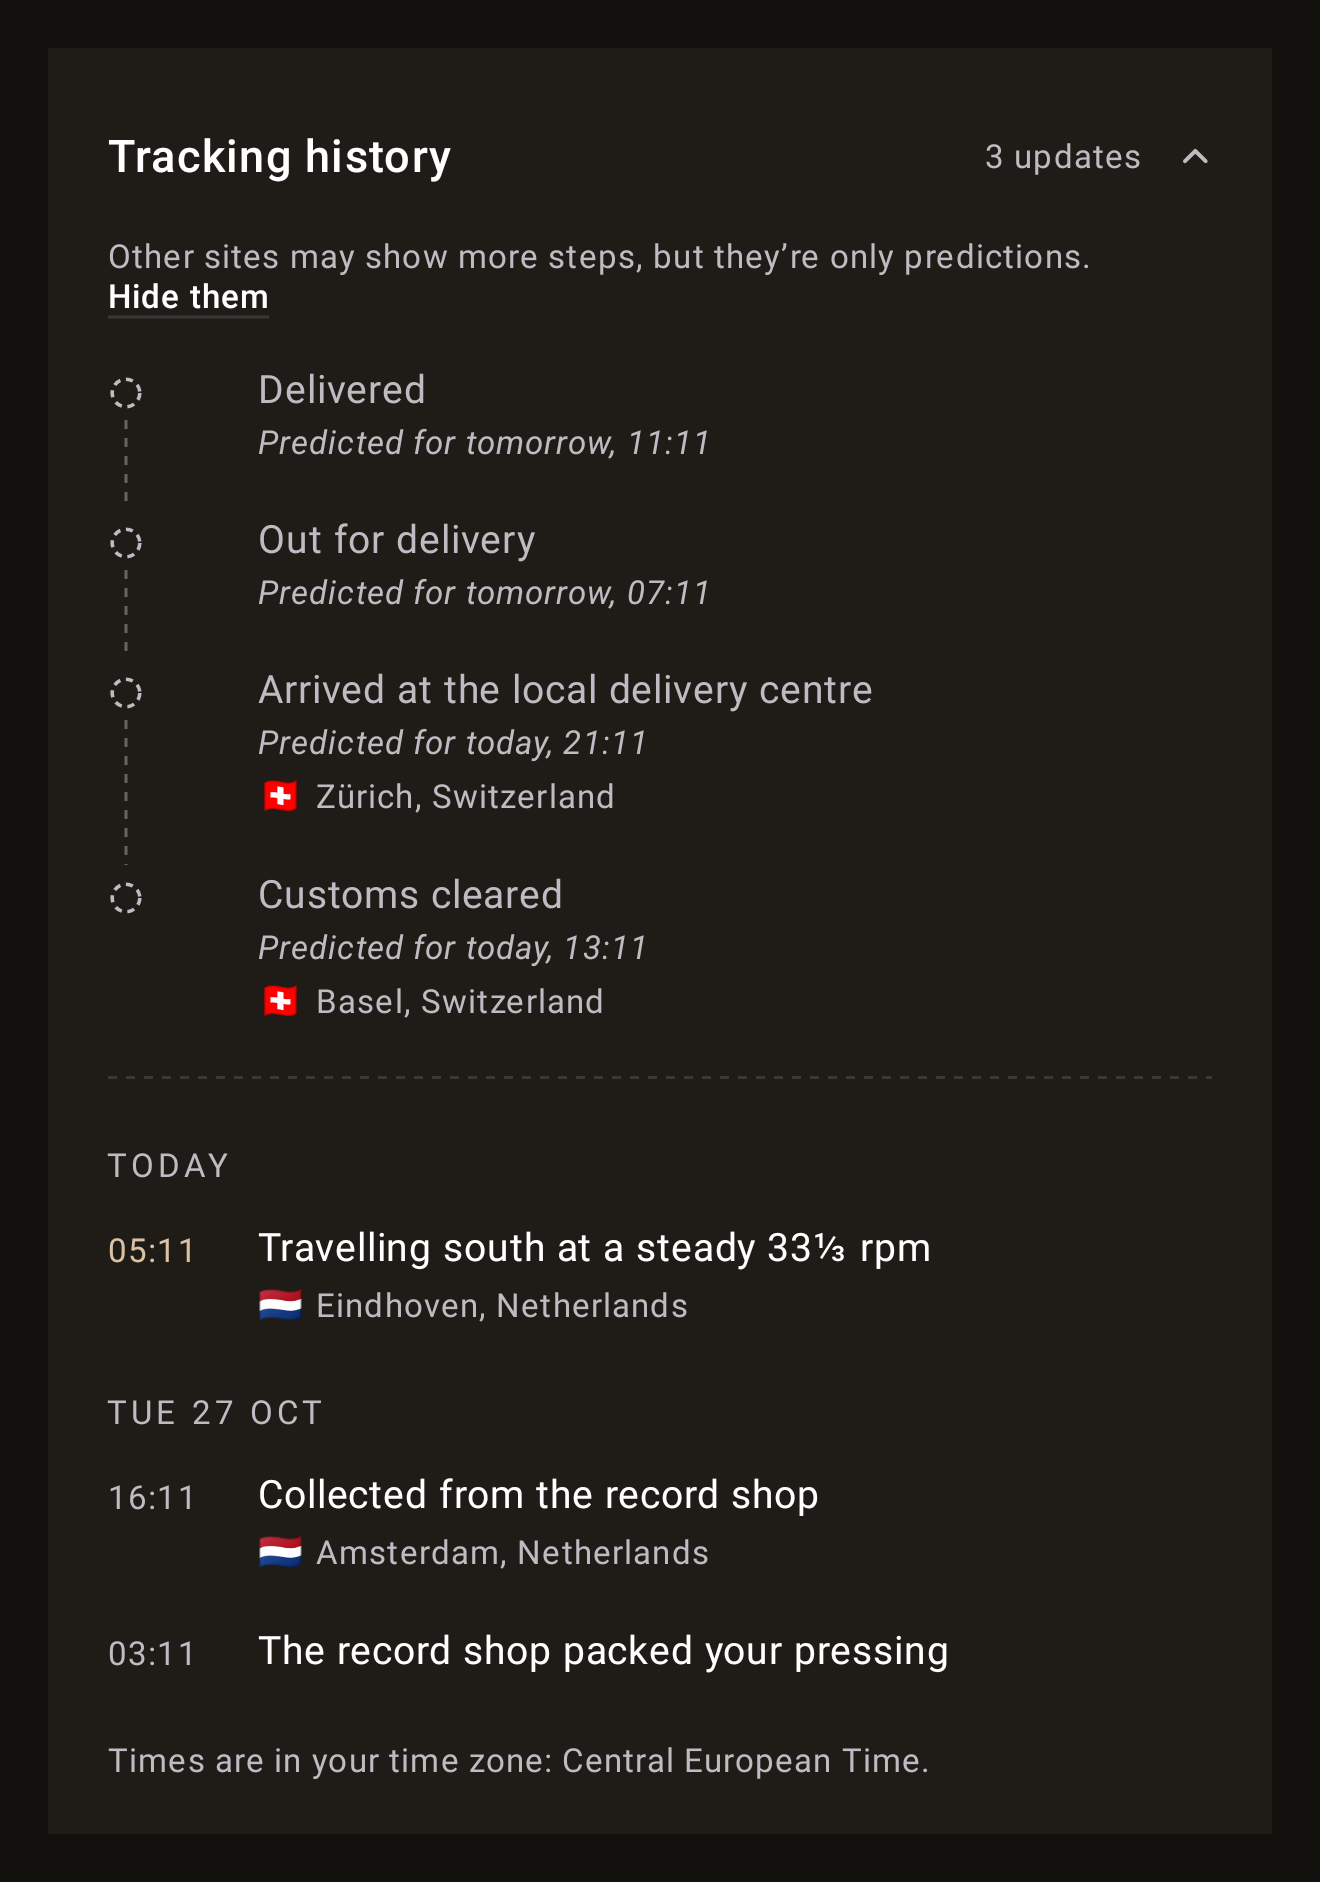 Tracking history
3 updates
Other sites may show more steps, but they’re only predictions.
Hide them
Delivered
Predicted for tomorrow, 11:11
Out for delivery
Predicted for tomorrow, 07:11
Arrived at the local delivery centre
Predicted for today, 21:11
Zürich, Switzerland
Customs cleared
Predicted for today, 13:11
Basel, Switzerland
TODAY
05:11 Travelling south at a steady 33⅓ rpm
Eindhoven, Netherlands
TUE 27 OCT
16:11 Collected from the record shop
Amsterdam, Netherlands
03:11 The record shop packed your pressing
Times are in your time zone: Central European Time.